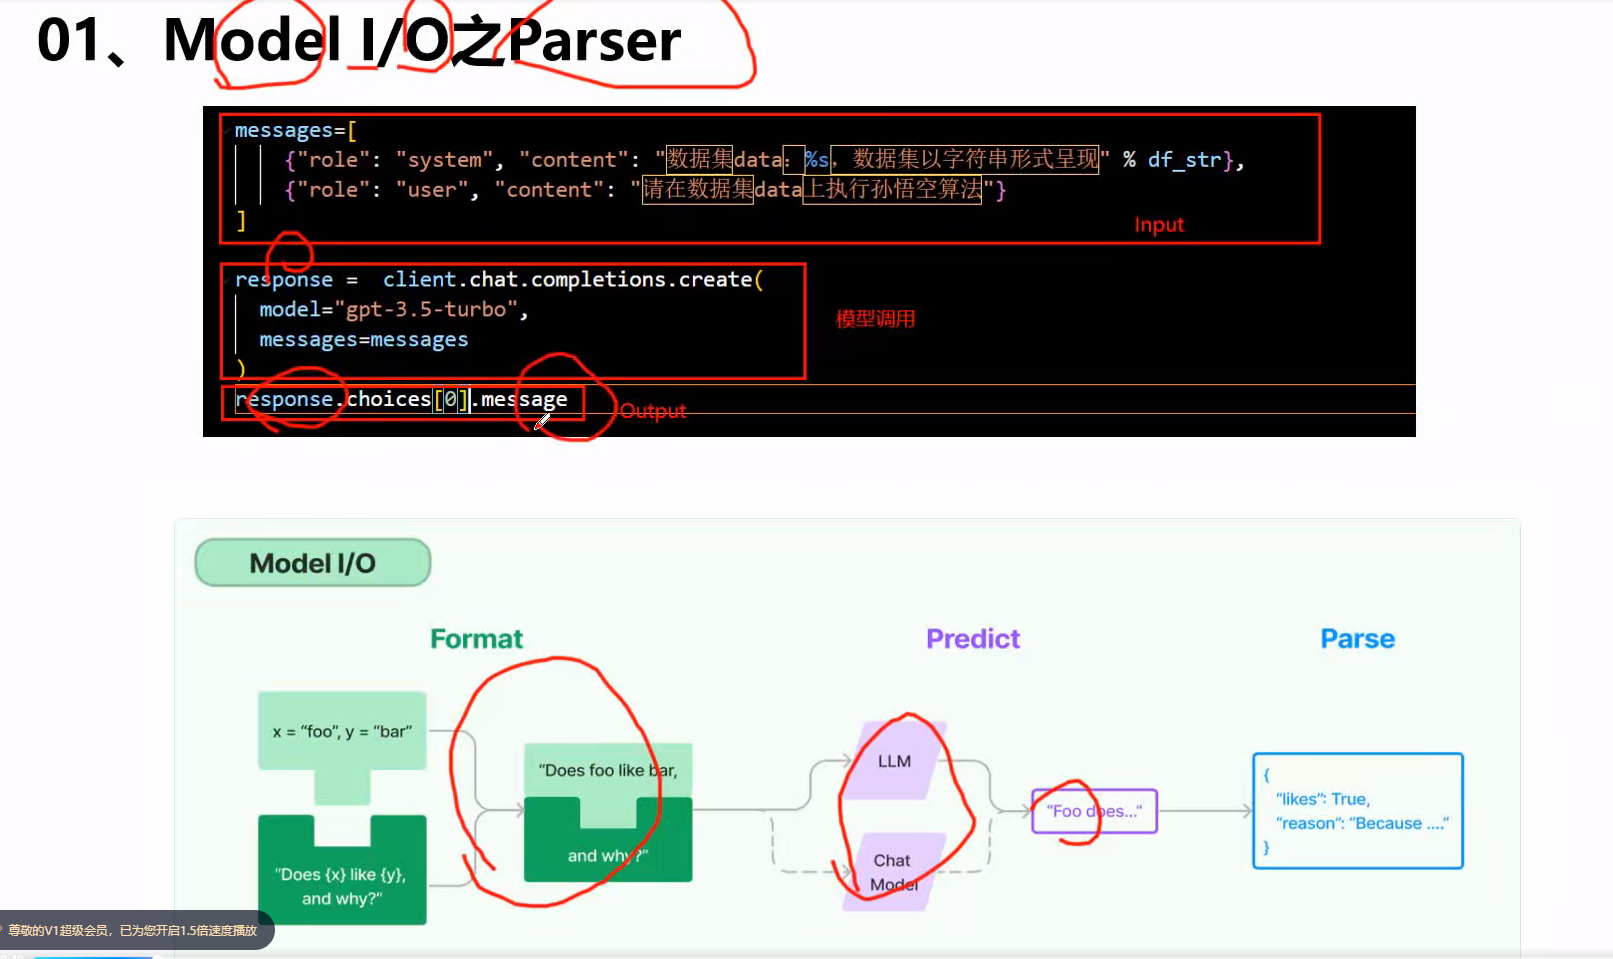 01、Model I/O之Parser
messages=[
{"role": "system", "content": "数据集data：%s，数据集以字符串形式呈现" % df_str},
{"role": "user", "content": "请在数据集data上执行孙悟空算法"}
]
Input
response = client.chat.completions.create(
model="gpt-3.5-turbo",
模型调用
messages=messages
)
response.choices[0].message
Output
Model I/O
Format
Predict
Parse
x = “foo”, y = “bar”
“Does {x} like {y},
and why?”
“Does foo like bar,
and why?”
LLM
Chat
Model
“Foo does...“
{
“likes”: True,
“reason”: “Because ....”
}
尊敬的V1超级会员，已为您开启1.5倍速度播放